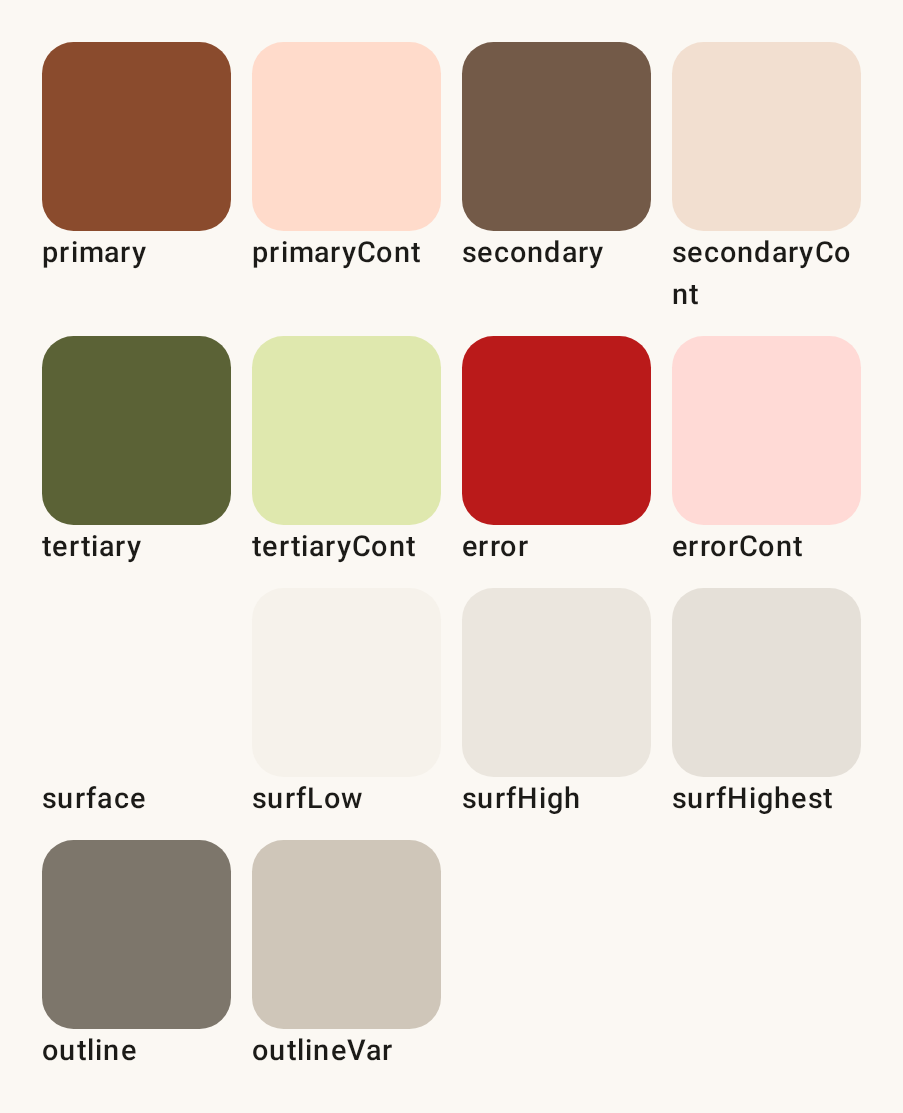 primary
primaryCont
secondary
secondaryCo
nt
tertiary
tertiaryCont
error
errorCont
surface
surfLow
surfHigh
surfHighest
outline
outlineVar